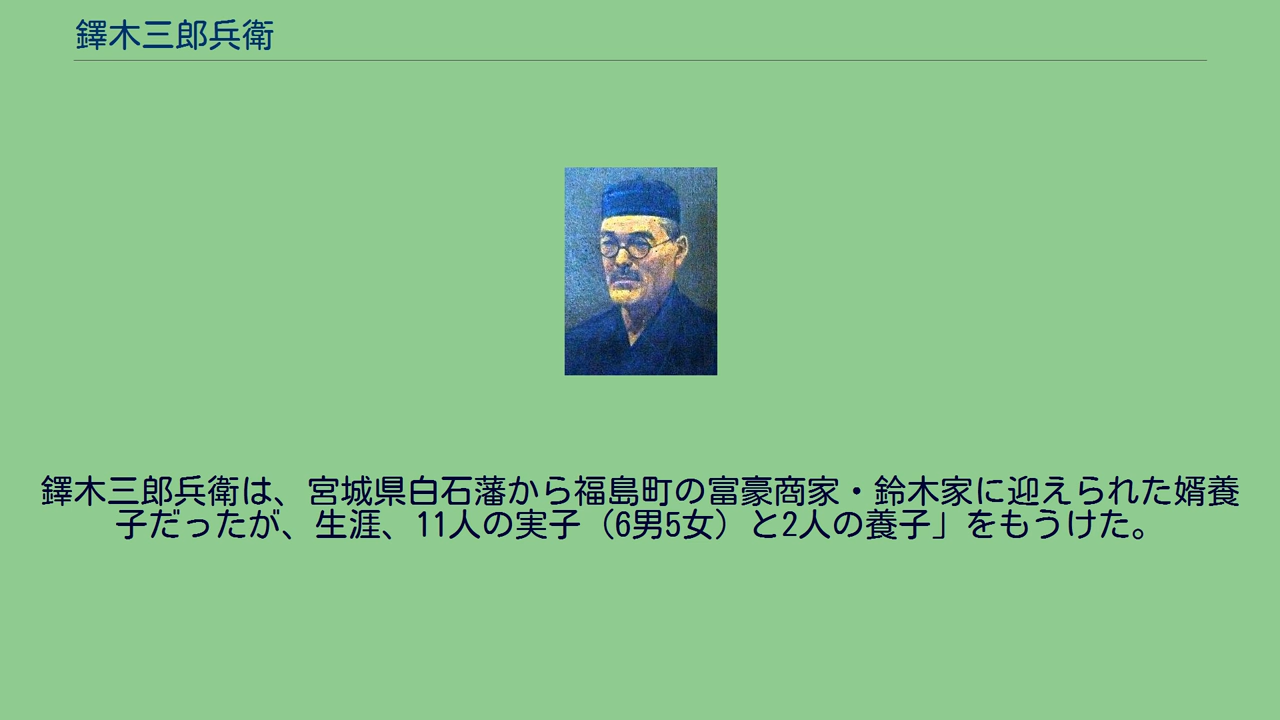 鐸木三郎兵衛
鐸木三郎兵衛は、宮城県白石藩から福島町の富豪商家・鈴木家に迎えられた婿養
子だったが、生涯、11人の実子（6男5女）と2人の養子」をもうけた。